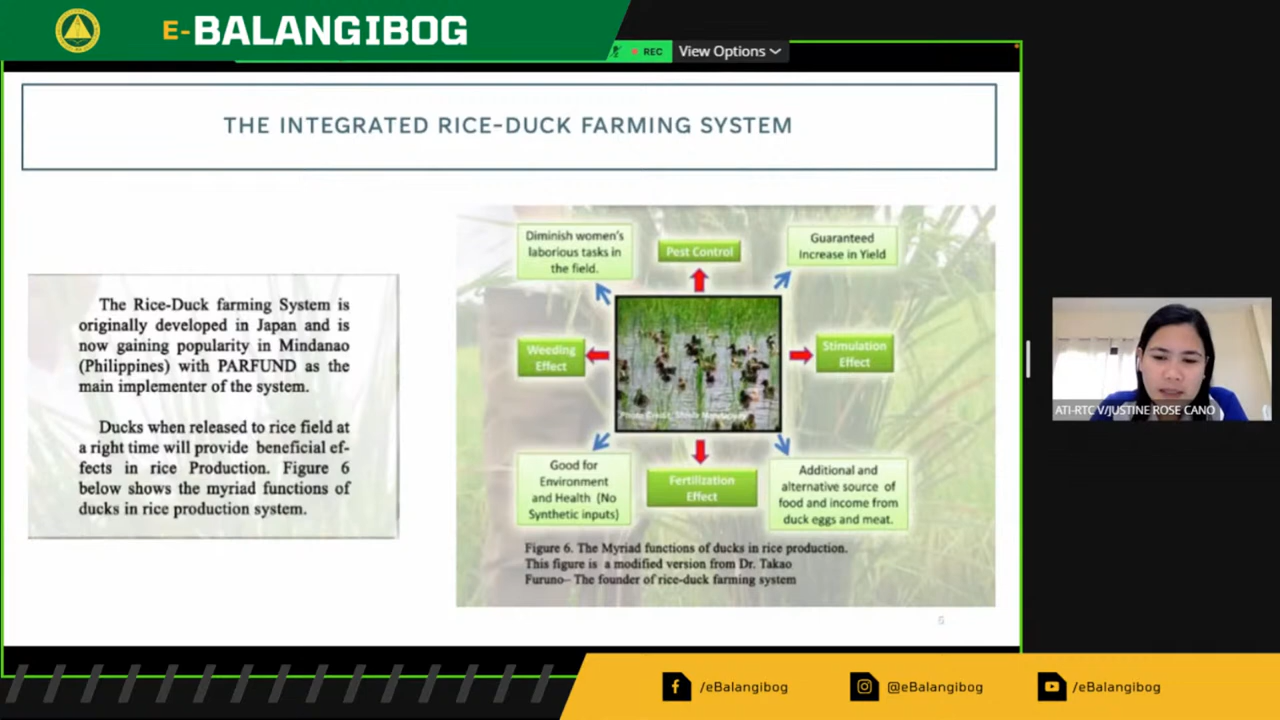 E-BALANGIBOG
REC
View Options
THE INTEGRATED RICE-DUCK FARMING SYSTEM
The Rice-Duck farming System is
originally developed in Japan and is
now gaining popularity in Mindanao
(Philippines) with PARFUND as the
main implementer of the system.
Ducks when released to rice field at
a right time will provide beneficial ef-
fects in rice Production. Figure 6
below shows the myriad functions of
ducks in rice production system.
Diminish women's
laborious tasks in
the field.
Pest Control
Guaranteed
Increase in Yield
Weeding
Effect
Stimulation
Effect
Photo Credit:
Good for
Environment
and Health (No
Synthetic inputs)
Fertilization
Effect
Additional and
alternative source of
food and income from
duck eggs and meat.
Figure 6. The Myriad functions of ducks in rice production.
This figure is a modified version from Dr. Takao
Furuno– The founder of rice-duck farming system
ATI-RTC V/JUSTINE ROSE CANO
/eBalangibog
@eBalangibog
/eBalangibog